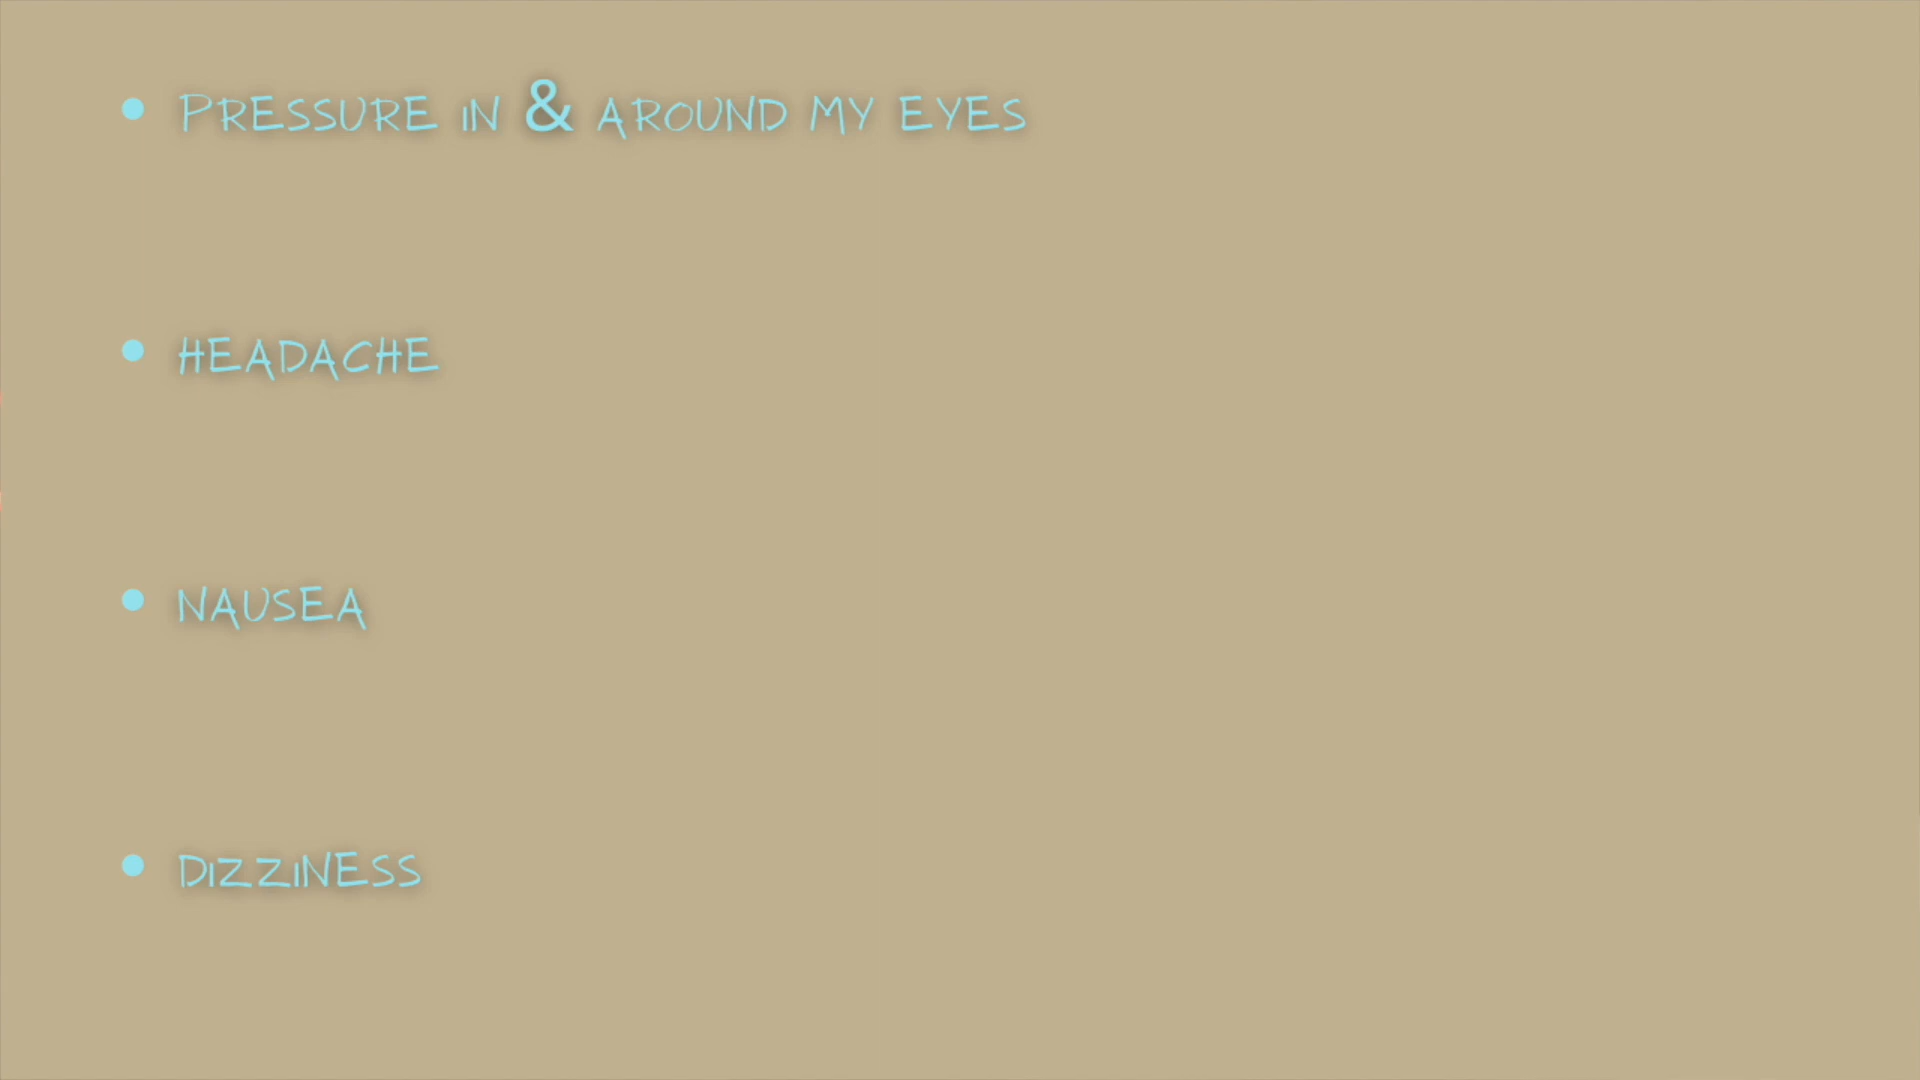 • PRESSURE IN & AROUND MY EYES
• HEADACHE
• NAUSEA
• DIZZINESS